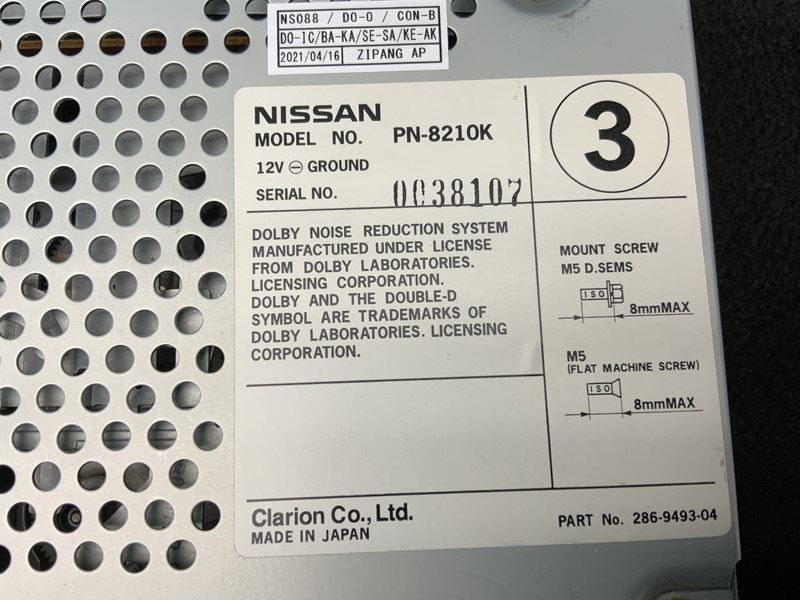 NS088 / DO-O / CON-B
DO-IC/BA-KA/SE-SA/KE-AK
2021/04/16 ZIPANG AP
NISSAN
MODEL NO. PN-8210K
12V ⊖ GROUND
SERIAL NO. 0038107
3
DOLBY NOISE REDUCTION SYSTEM
MANUFACTURED UNDER LICENSE
FROM DOLBY LABORATORIES.
LICENSING CORPORATION.
DOLBY AND THE DOUBLE-D
SYMBOL ARE TRADEMARKS OF
DOLBY LABORATORIES. LICENSING
CORPORATION.
MOUNT SCREW
M5 D.SEMS
ISO
8mmMAX
M5
(FLAT MACHINE SCREW)
ISO
8mmMAX
Clarion Co., Ltd.
MADE IN JAPAN
PART No. 286-9493-04